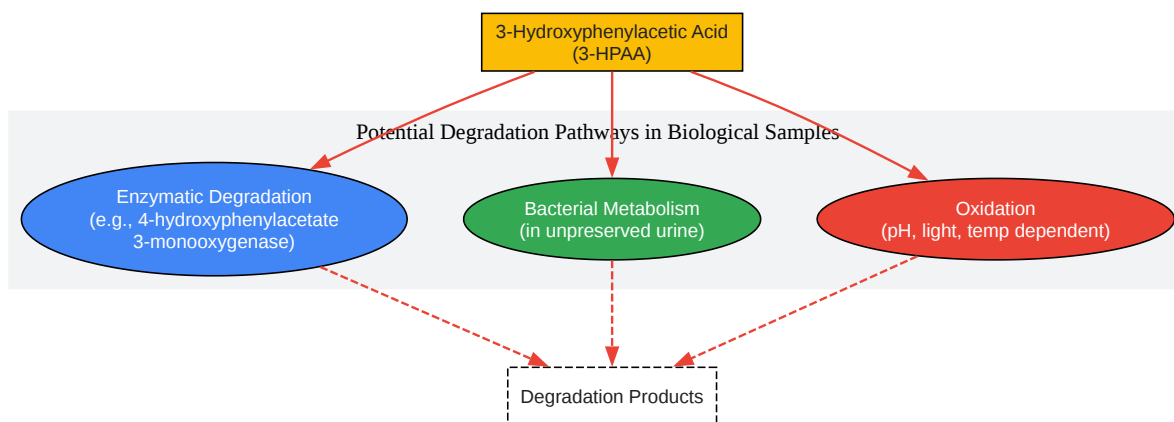 3-Hydroxyphenylacetic Acid
(3-HPAA)
Potential Degradation Pathways in Biological Samples
Enzymatic Degradation
(e.g., 4-hydroxyphenylacetate
3-monooxygenase)
Bacterial Metabolism
(in unpreserved urine)
Oxidation
(pH, light, temp dependent)
Degradation Products